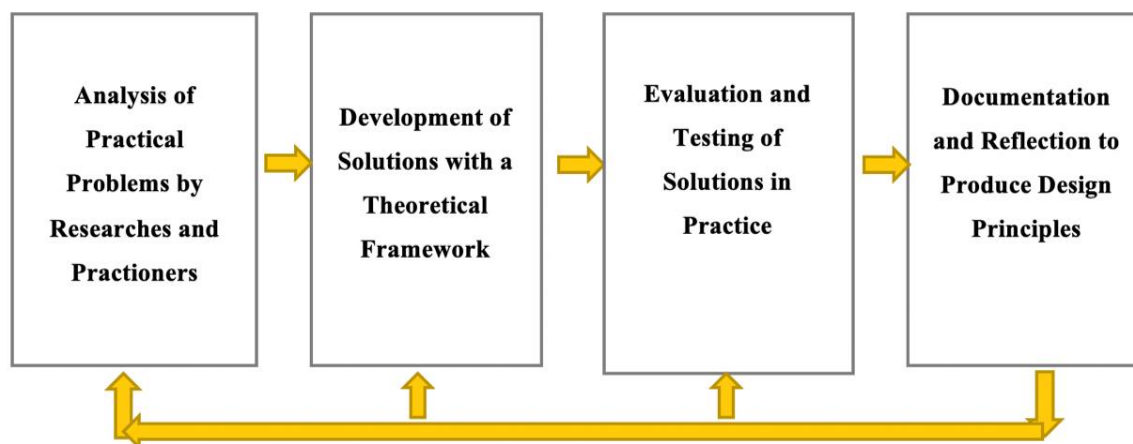 Analysis of
Practical
Problems by
Researches and
Practioners
Development of
Solutions with a
Theoretical
Framework
Evaluation and
Testing of
Solutions in
Practice
Documentation
and Reflection to
Produce Design
Principles